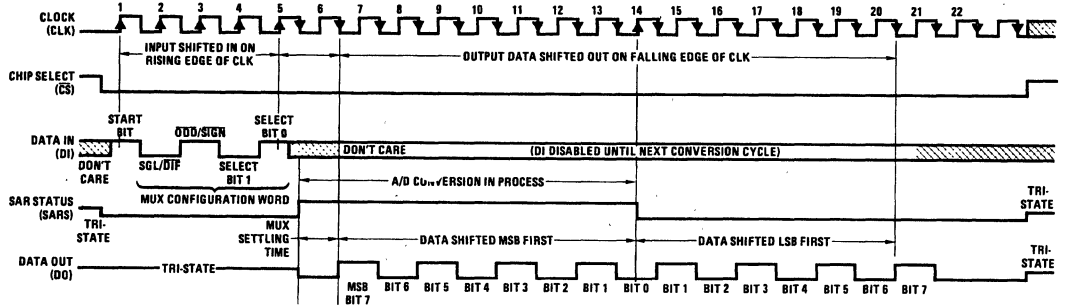 1 2 3 4 5 6 7 8 9 10 11 12 13 14 15 16 17 18 19 20 21 22
CLOCK
(CLK)
INPUT SHIFTED IN ON
RISING EDGE OF CLK
OUTPUT DATA SHIFTED OUT ON FALLING EDGE OF CLK
CHIP SELECT
(C̅S̅)
START
BIT
O̅D̅D̅/SIGN
SELECT
BIT 0
DATA IN
(DI)
DON'T
CARE
SGL/D̅I̅F̅
SELECT
BIT 1
DON'T CARE
(DI DISABLED UNTIL NEXT CONVERSION CYCLE)
MUX CONFIGURATION WORD
A/D CONVERSION IN PROCESS
SAR STATUS
(SARS)
TRI-
STATE
TRI-
STATE
MUX
SETTLING
TIME
DATA SHIFTED MSB FIRST
DATA SHIFTED LSB FIRST
DATA OUT
(DO)
TRI-STATE
TRI-
STATE
MSB
BIT 7
BIT 6 BIT 5 BIT 4 BIT 3 BIT 2 BIT 1 BIT 0 BIT 1 BIT 2 BIT 3 BIT 4 BIT 5 BIT 6 BIT 7